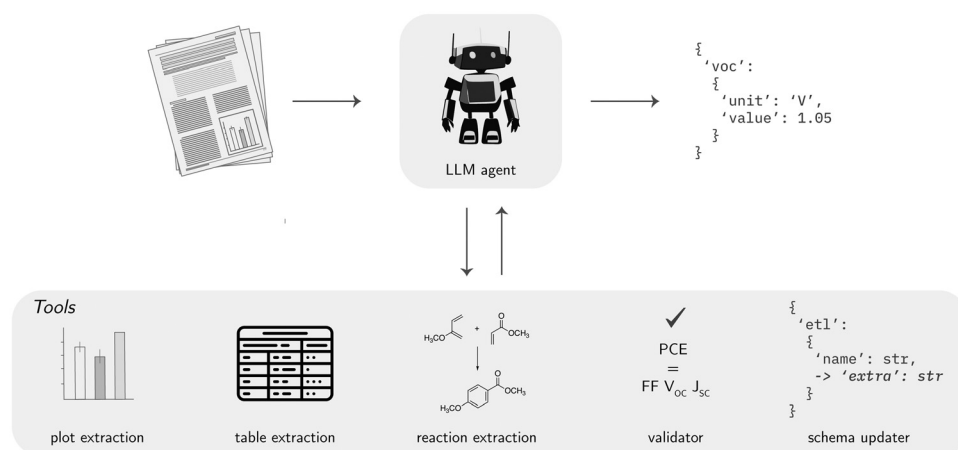 {
‘voc’:
{
‘unit’: ‘V’,
‘value’: 1.05
}
}
LLM agent
Tools
H₃CO
+
O
OCH₃
O
OCH₃
H₃CO
✓
PCE
=
FF V_OC J_SC
{
‘etl’:
{
‘name’: str,
-> ‘extra’: str
}
}
plot extraction
table extraction
reaction extraction
validator
schema updater